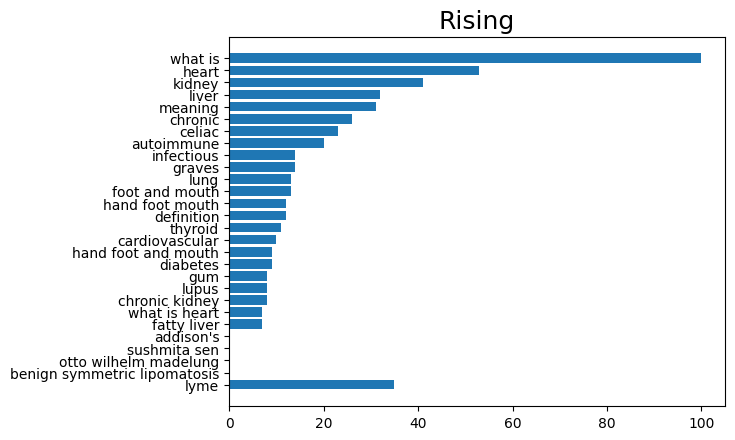 Rising
what is
heart
kidney
liver
meaning
chronic
celiac
autoimmune
infectious
graves
lung
foot and mouth
hand foot mouth
definition
thyroid
cardiovascular
hand foot and mouth
diabetes
gum
lupus
chronic kidney
what is heart
fatty liver
addison's
sushmita sen
otto wilhelm madelung
benign symmetric lipomatosis
lyme
0 20 40 60 80 100